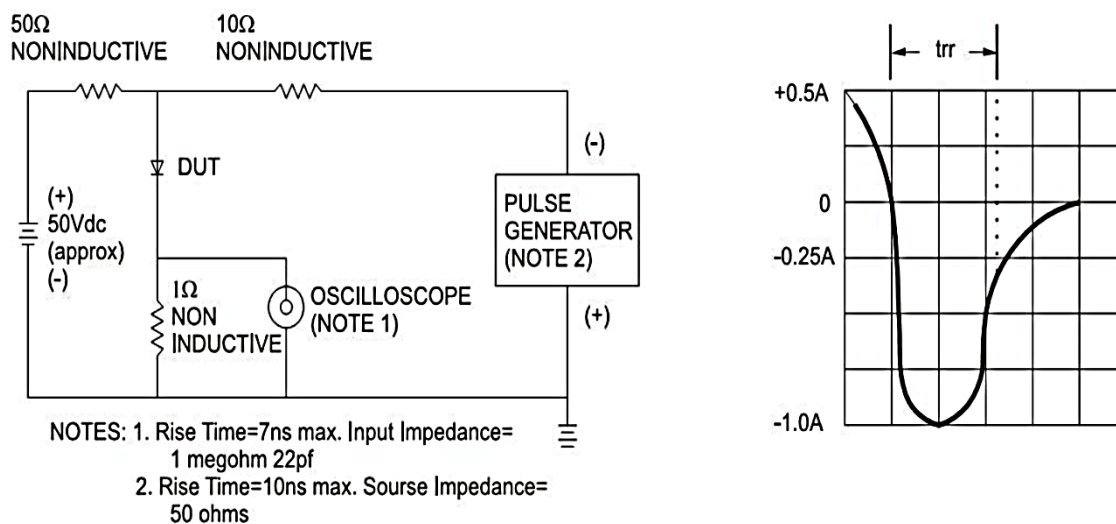 50Ω
NONINDUCTIVE
10Ω
NONINDUCTIVE
DUT
(+)
50Vdc
(approx)
(-)
1Ω
NON
INDUCTIVE
OSCILLOSCOPE
(NOTE 1)
(-)
PULSE
GENERATOR
(NOTE 2)
(+)
NOTES: 1. Rise Time=7ns max. Input Impedance=
1 megohm 22pf
2. Rise Time=10ns max. Sourse Impedance=
50 ohms
trr
+0.5A
0
-0.25A
-1.0A